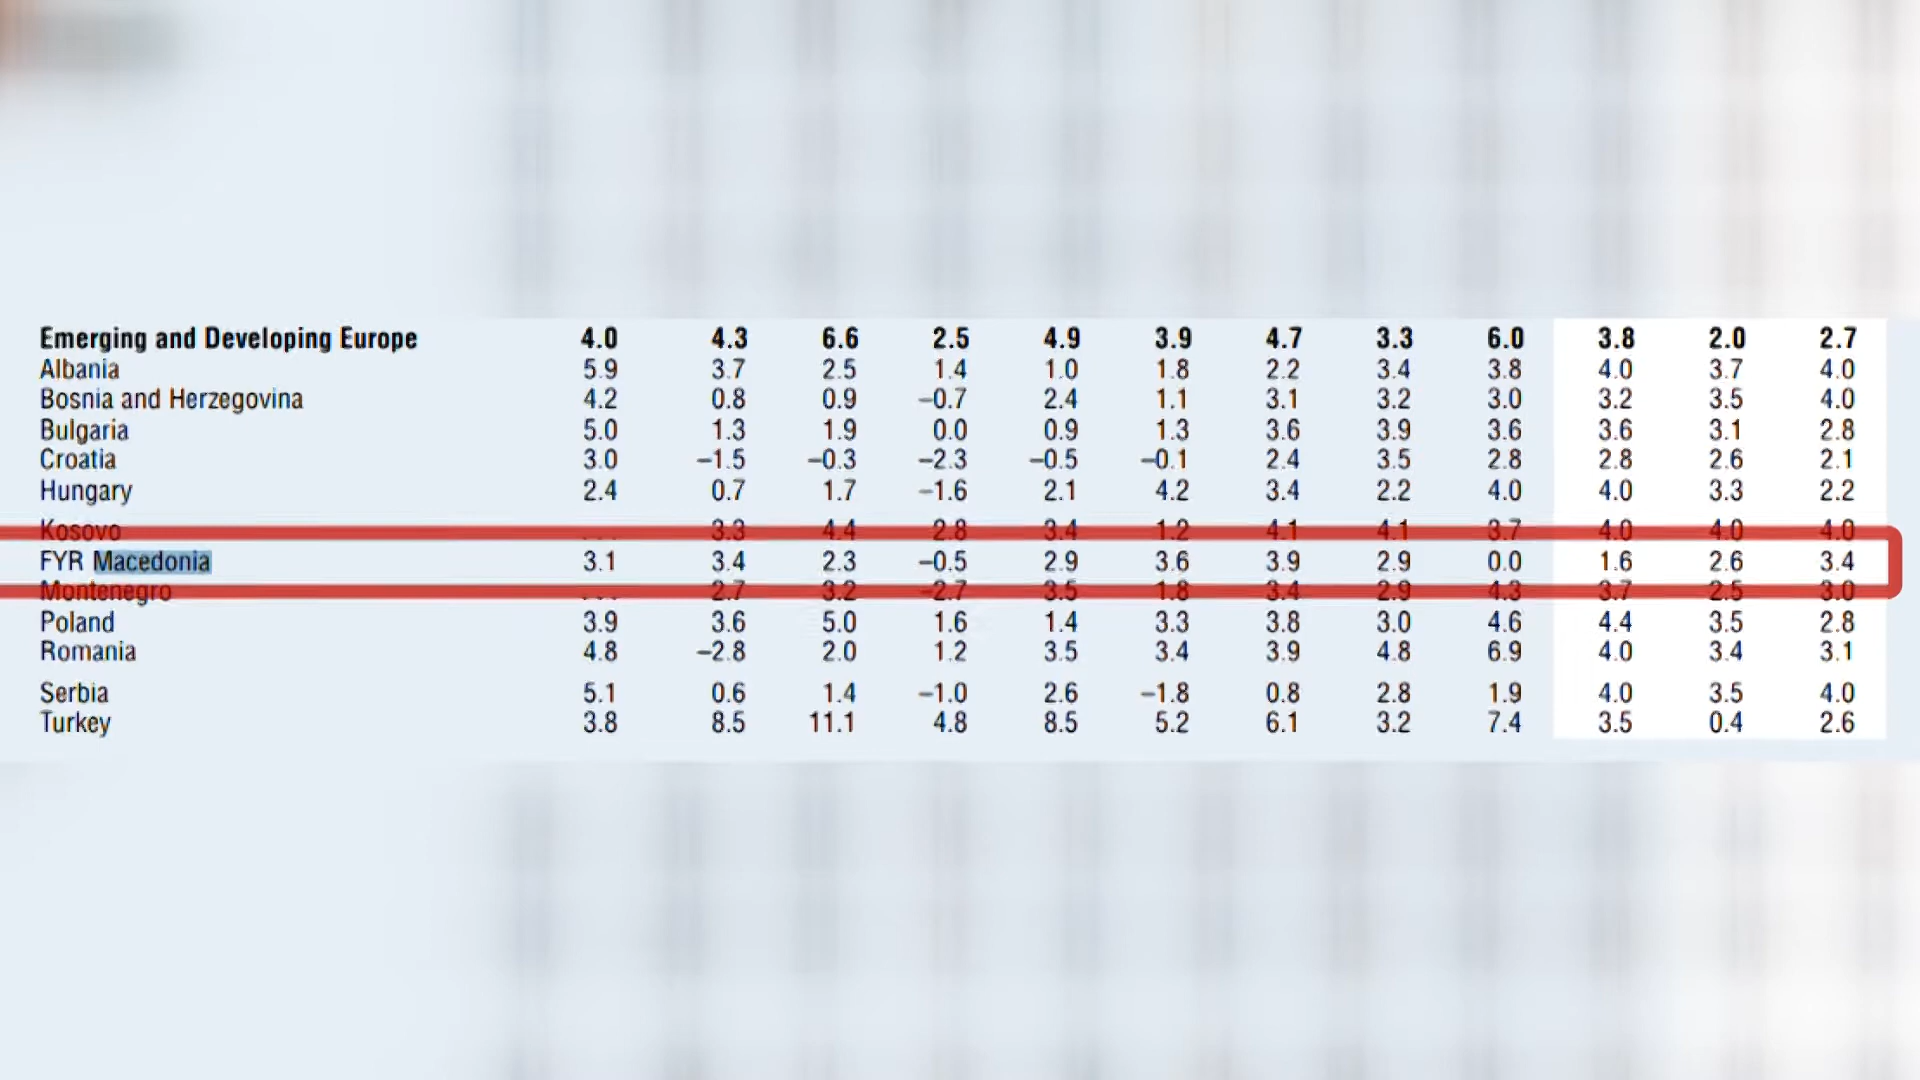 Emerging and Developing Europe 4.0 4.3 6.6 2.5 4.9 3.9 4.7 3.3 6.0 3.8 2.0 2.7
Albania 5.9 3.7 2.5 1.4 1.0 1.8 2.2 3.4 3.8 4.0 3.7 4.0
Bosnia and Herzegovina 4.2 0.8 0.9 –0.7 2.4 1.1 3.1 3.2 3.0 3.2 3.5 4.0
Bulgaria 5.0 1.3 1.9 0.0 0.9 1.3 3.6 3.9 3.6 3.6 3.1 2.8
Croatia 3.0 –1.5 –0.3 –2.3 –0.5 –0.1 2.4 3.5 2.8 2.8 2.6 2.1
Hungary 2.4 0.7 1.7 –1.6 2.1 4.2 3.4 2.2 4.0 4.0 3.3 2.2
Kosovo . . . 3.3 4.4 2.8 3.4 1.2 4.1 4.1 3.7 4.0 4.0 4.0
FYR Macedonia 3.1 3.4 2.3 –0.5 2.9 3.6 3.9 2.9 0.0 1.6 2.6 3.4
Montenegro . . . 2.7 3.2 –2.7 3.5 1.8 3.4 2.9 4.3 3.7 2.5 3.0
Poland 3.9 3.6 5.0 1.6 1.4 3.3 3.8 3.0 4.6 4.4 3.5 2.8
Romania 4.8 –2.8 2.0 1.2 3.5 3.4 3.9 4.8 6.9 4.0 3.4 3.1
Serbia 5.1 0.6 1.4 –1.0 2.6 –1.8 0.8 2.8 1.9 4.0 3.5 4.0
Turkey 3.8 8.5 11.1 4.8 8.5 5.2 6.1 3.2 7.4 3.5 0.4 2.6